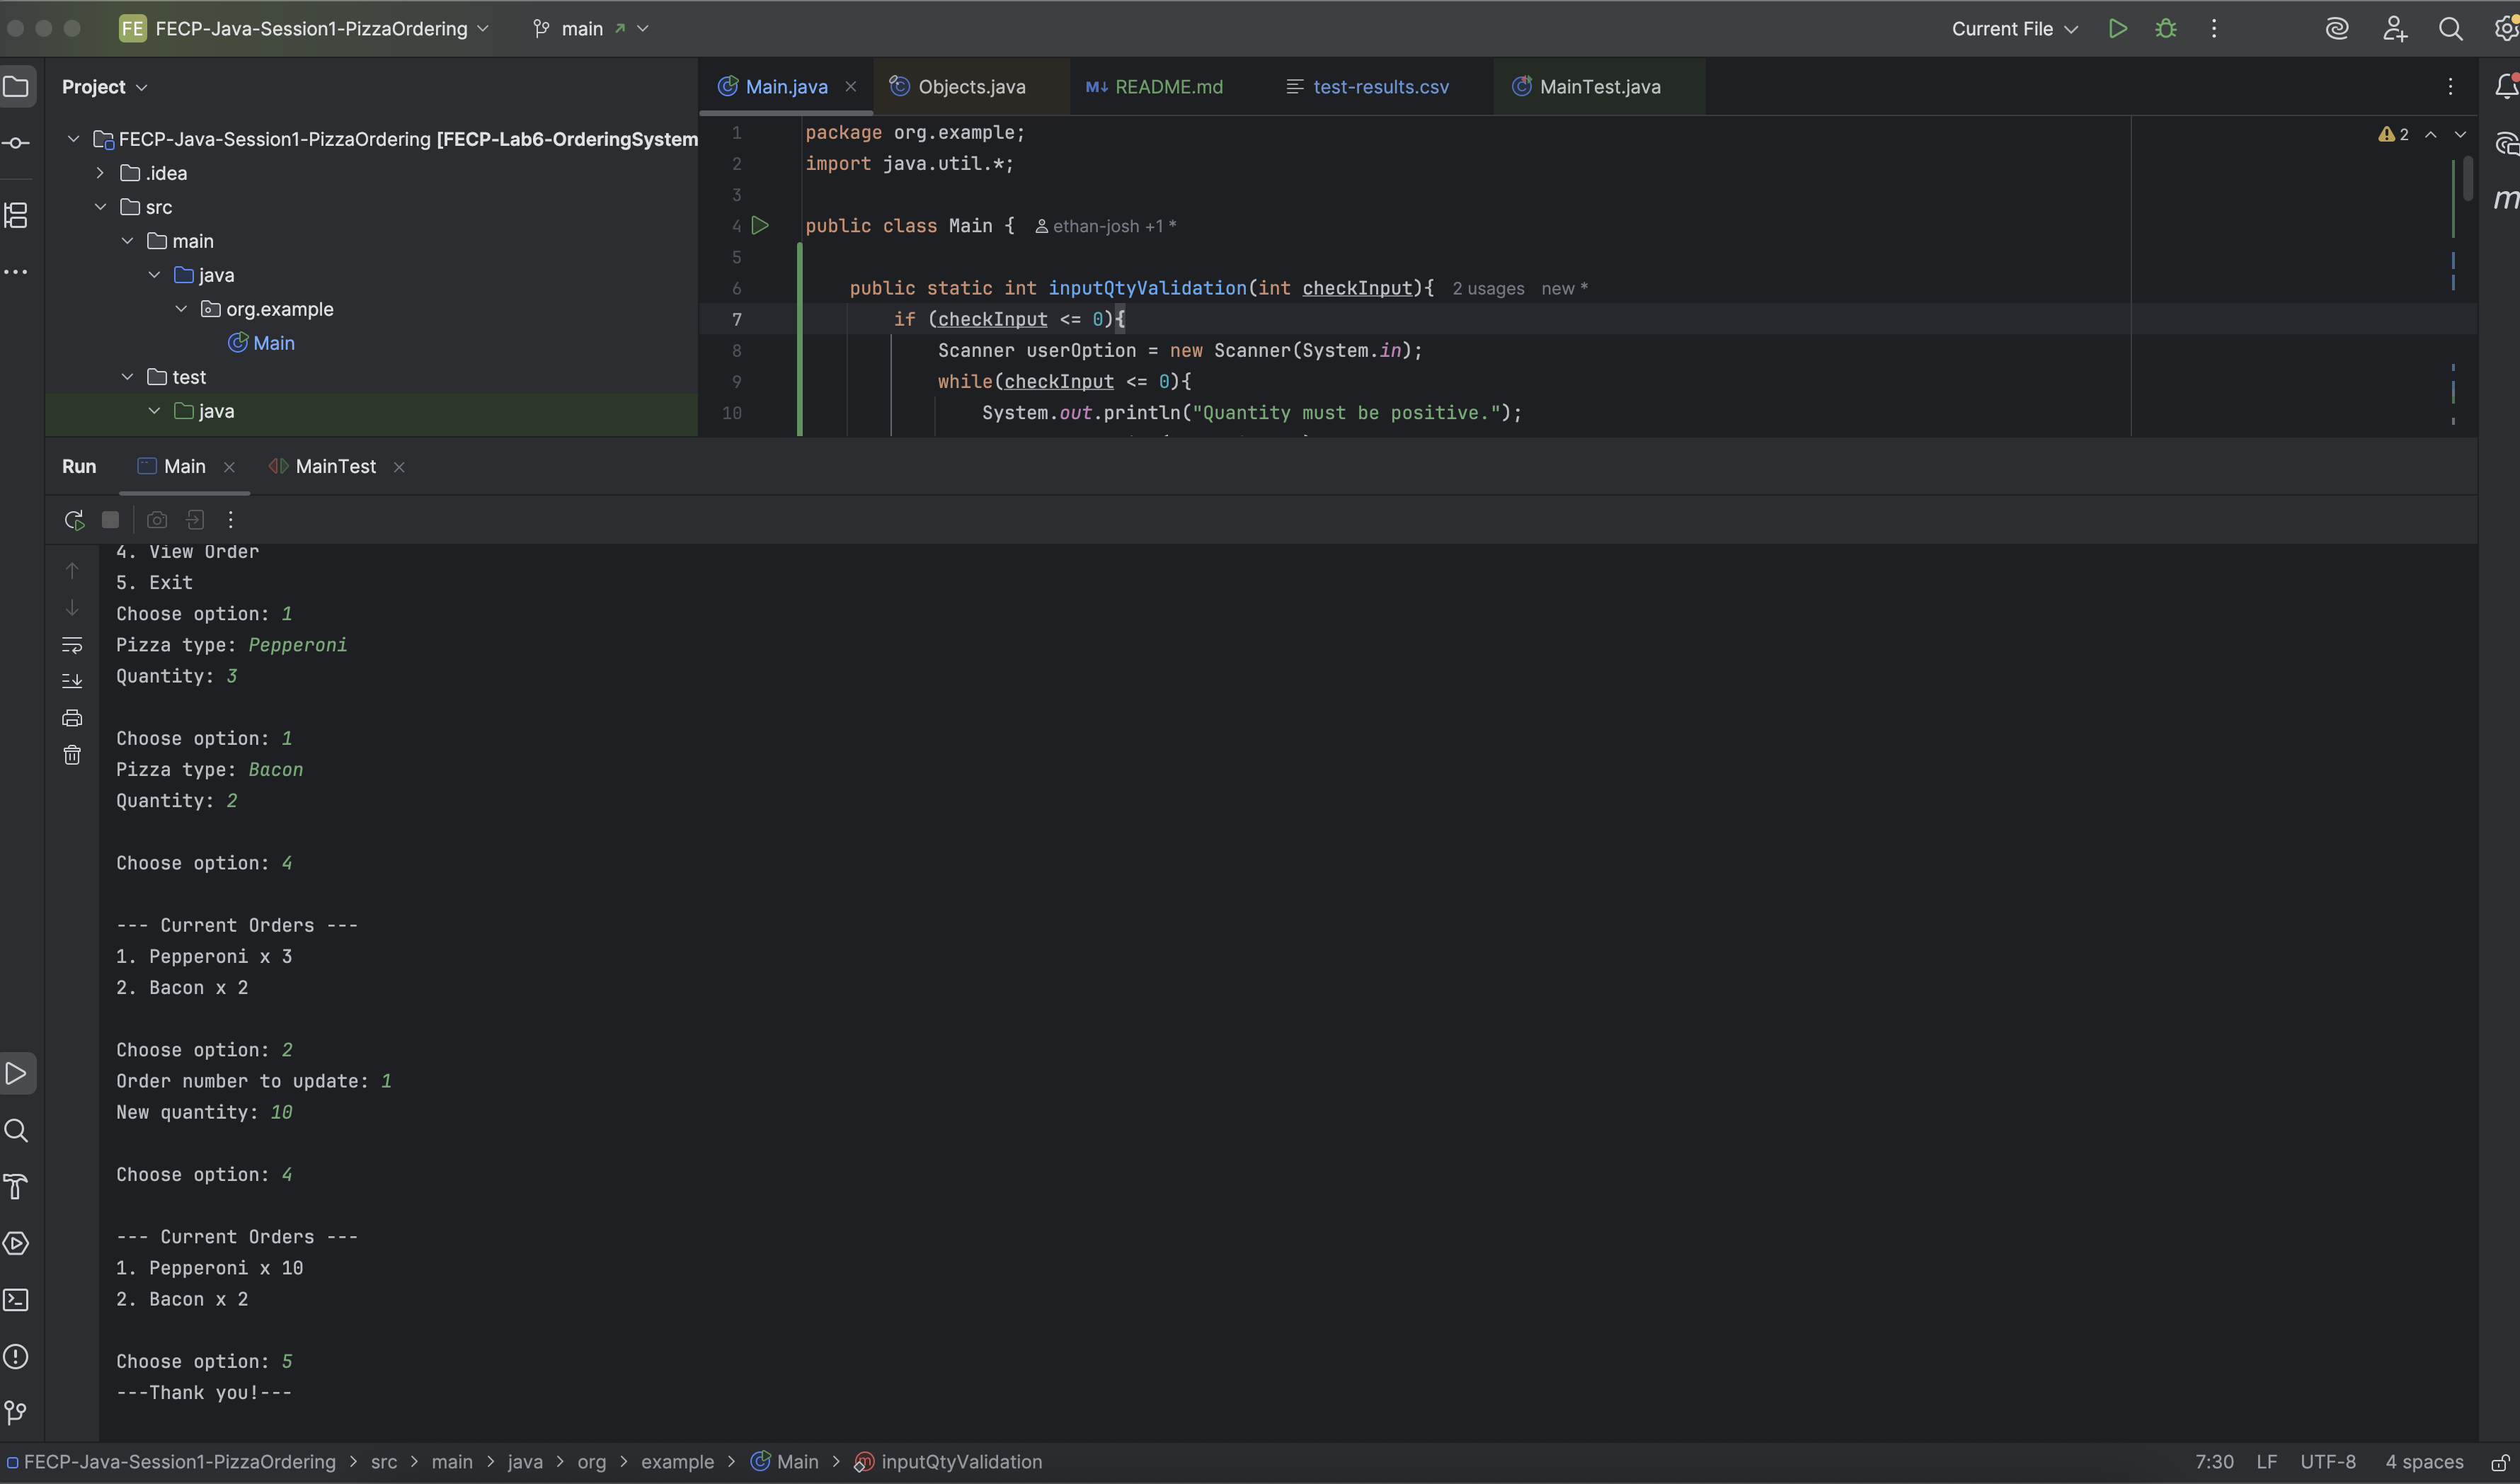 FE FECP-Java-Session1-PizzaOrdering main Current File
Project
Main.java Objects.java M↓ README.md test-results.csv MainTest.java
FECP-Java-Session1-PizzaOrdering [FECP-Lab6-OrderingSystem
.idea
src
main
java
org.example
Main
test
java
1 package org.example;
2 import java.util.*;
3
4 public class Main { ethan-josh +1 *
5
6 public static int inputQtyValidation(int checkInput){ 2 usages new *
7 if (checkInput <= 0){
8 Scanner userOption = new Scanner(System.in);
9 while(checkInput <= 0){
10 System.out.println("Quantity must be positive.");
2
Run Main MainTest
4. View Order
5. Exit
Choose option: 1
Pizza type: Pepperoni
Quantity: 3
Choose option: 1
Pizza type: Bacon
Quantity: 2
Choose option: 4
--- Current Orders ---
1. Pepperoni x 3
2. Bacon x 2
Choose option: 2
Order number to update: 1
New quantity: 10
Choose option: 4
--- Current Orders ---
1. Pepperoni x 10
2. Bacon x 2
Choose option: 5
---Thank you!---
FECP-Java-Session1-PizzaOrdering > src > main > java > org > example > Main > inputQtyValidation 7:30 LF UTF-8 4 spaces